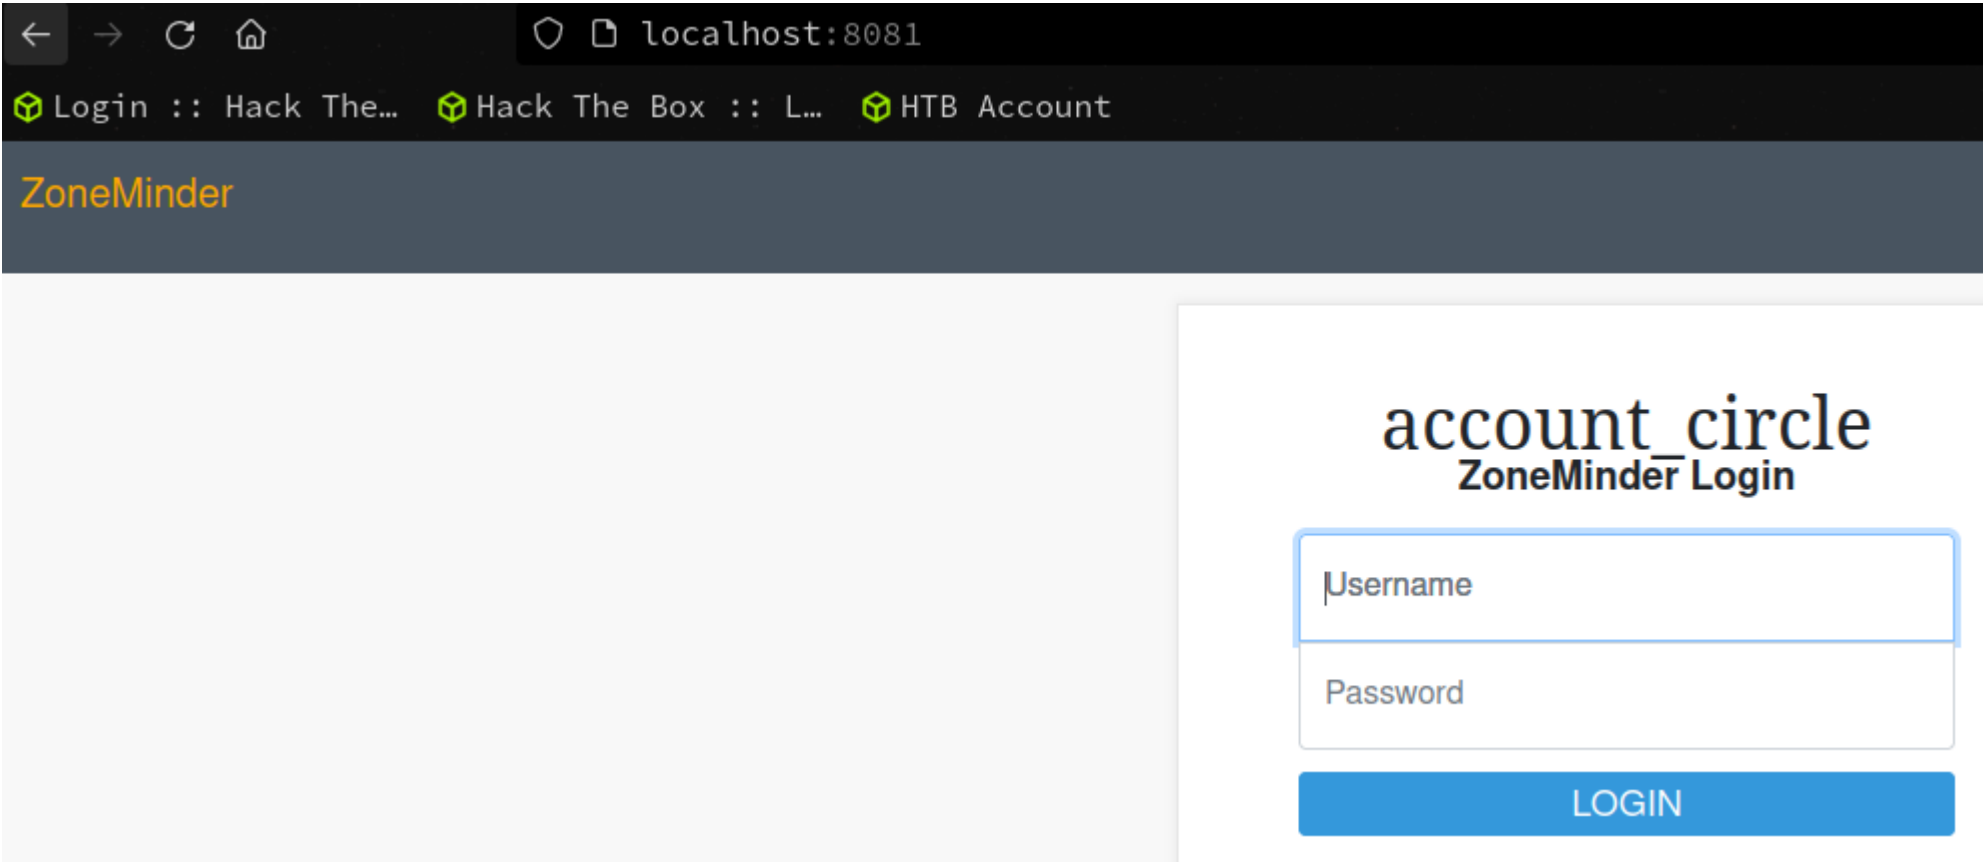 localhost:8081
Login :: Hack The… Hack The Box :: L… HTB Account
ZoneMinder
account_circle
ZoneMinder Login
Username
Password
LOGIN